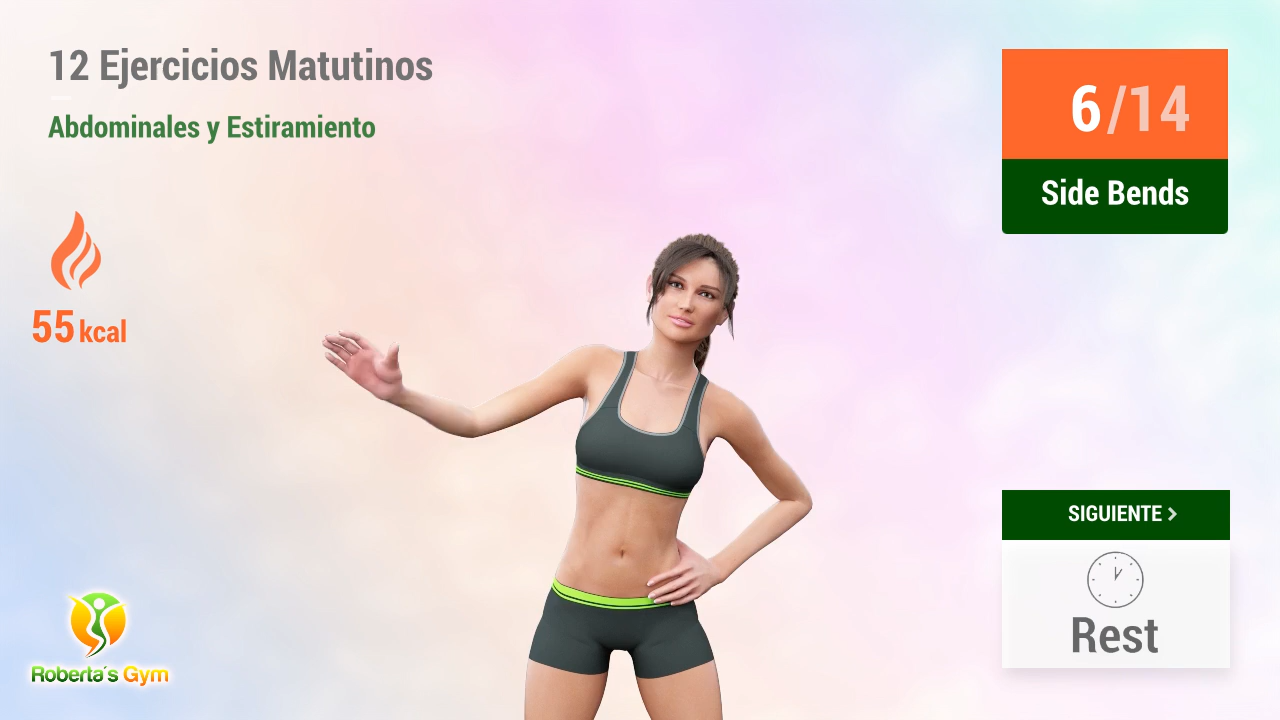 12 Ejercicios Matutinos
Abdominales y Estiramiento
6/14
Side Bends
55 kcal
SIGUIENTE >
Rest
Roberta´s Gym